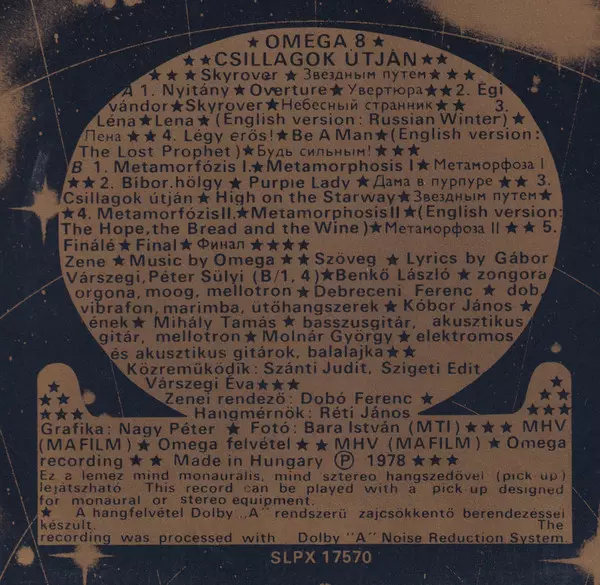 ★ OMEGA 8 ★
★★ CSILLAGOK ÚTJÁN ★★
★★★ Skyrover ★ Звездным путем ★★★
A 1. Nyitány ★ Overture ★ Увертюра ★★ 2. Égi
vándor ★ Skyrover ★ Небесный странник ★★ 3.
Léna ★ Lena ★ (English version: Russian Winter) ★
Лена ★★ 4. Légy erős! ★ Be A Man ★ (English version:
The Lost Prophet) ★ Будь сильным! ★★★
B 1. Metamorfózis I. ★ Metamorphosis I ★ Метаморфоза I
★★ 2. Bíbor hölgy ★ Purple Lady ★ Дама в пурпуре ★★ 3.
Csillagok útján ★ High on the Starway ★ Звездным путем ★
★ 4. Metamorfózis II. ★ Metamorphosis II ★ (English version:
The Hope, the Bread and the Wine) ★ Метаморфоза II ★★ 5.
Finálé ★ Final ★ Финал ★★★★
Zene ★ Music by Omega ★★ Szöveg ★ Lyrics by Gábor
Várszegi, Péter Sülyi (B/1, 4) ★ Benkő László ★ zongora
orgona, moog, mellotron ★ Debreceni Ferenc ★ dob,
vibrafon, marimba, ütőhangszerek ★ Kóbor János ★
★ ének ★ Mihály Tamás ★ basszusgitár, akusztikus
gitár, mellotron ★ Molnár György ★ elektromos
és akusztikus gitárok, balalajka ★★
Közreműködik: Szánti Judit, Szigeti Edit
Várszegi Éva ★★★
Zenei rendező: Dobó Ferenc ★
★ Hangmérnök: Réti János
Grafika: Nagy Péter ★ Fotó: Bara István (MTI) ★★★ MHV
(MAFILM) ★ Omega felvétel ★ MHV (MAFILM) ★ Omega
recording ★ ★ Made in Hungary Ⓟ 1978 ★★★
Ez a lemez mind monaurális, mind sztereo hangszedővel (pick-up)
lejátszható This record can be played with a pick-up designed
for monaural or stereo equipment.
★ A hangfelvétel Dolby „A" rendszerű zajcsökkentő berendezéssel
készült. The
recording was processed with Dolby "A" Noise Reduction System.
SLPX 17570